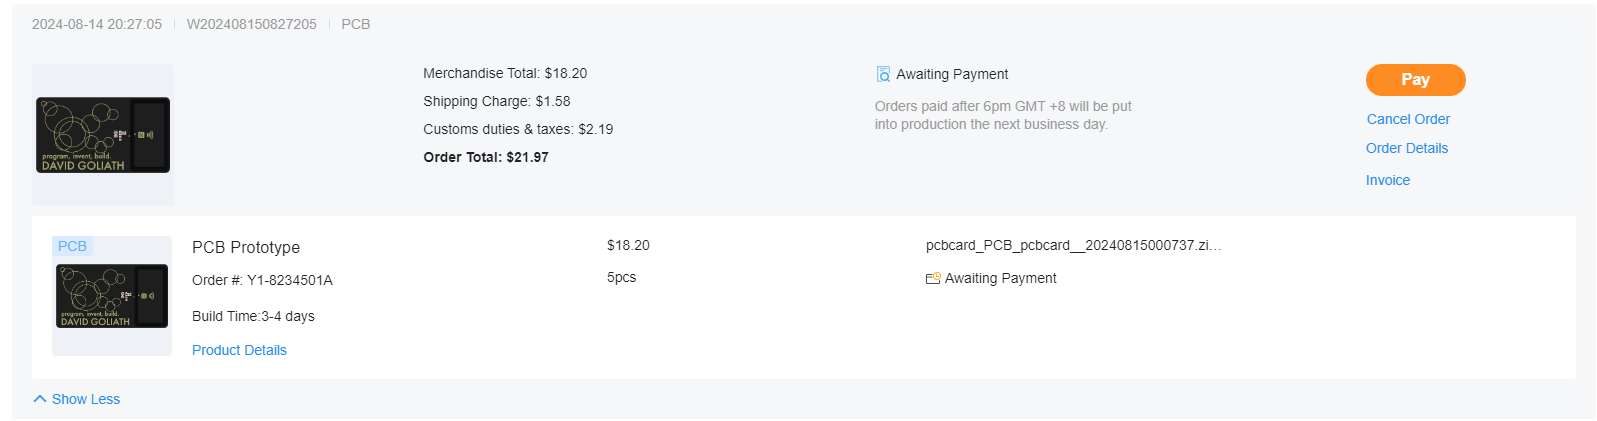 2024-08-14 20:27:05 | W202408150827205 | PCB
program, invent, build.
DAVID GOLIATH
Merchandise Total: $18.20
Shipping Charge: $1.58
Customs duties & taxes: $2.19
Order Total: $21.97
Awaiting Payment
Orders paid after 6pm GMT +8 will be put
into production the next business day.
Pay
Cancel Order
Order Details
Invoice
PCB
program, invent, build.
DAVID GOLIATH
PCB Prototype
Order #: Y1-8234501A
Build Time:3-4 days
Product Details
$18.20
5pcs
pcbcard_PCB_pcbcard__20240815000737.zi...
Awaiting Payment
Show Less